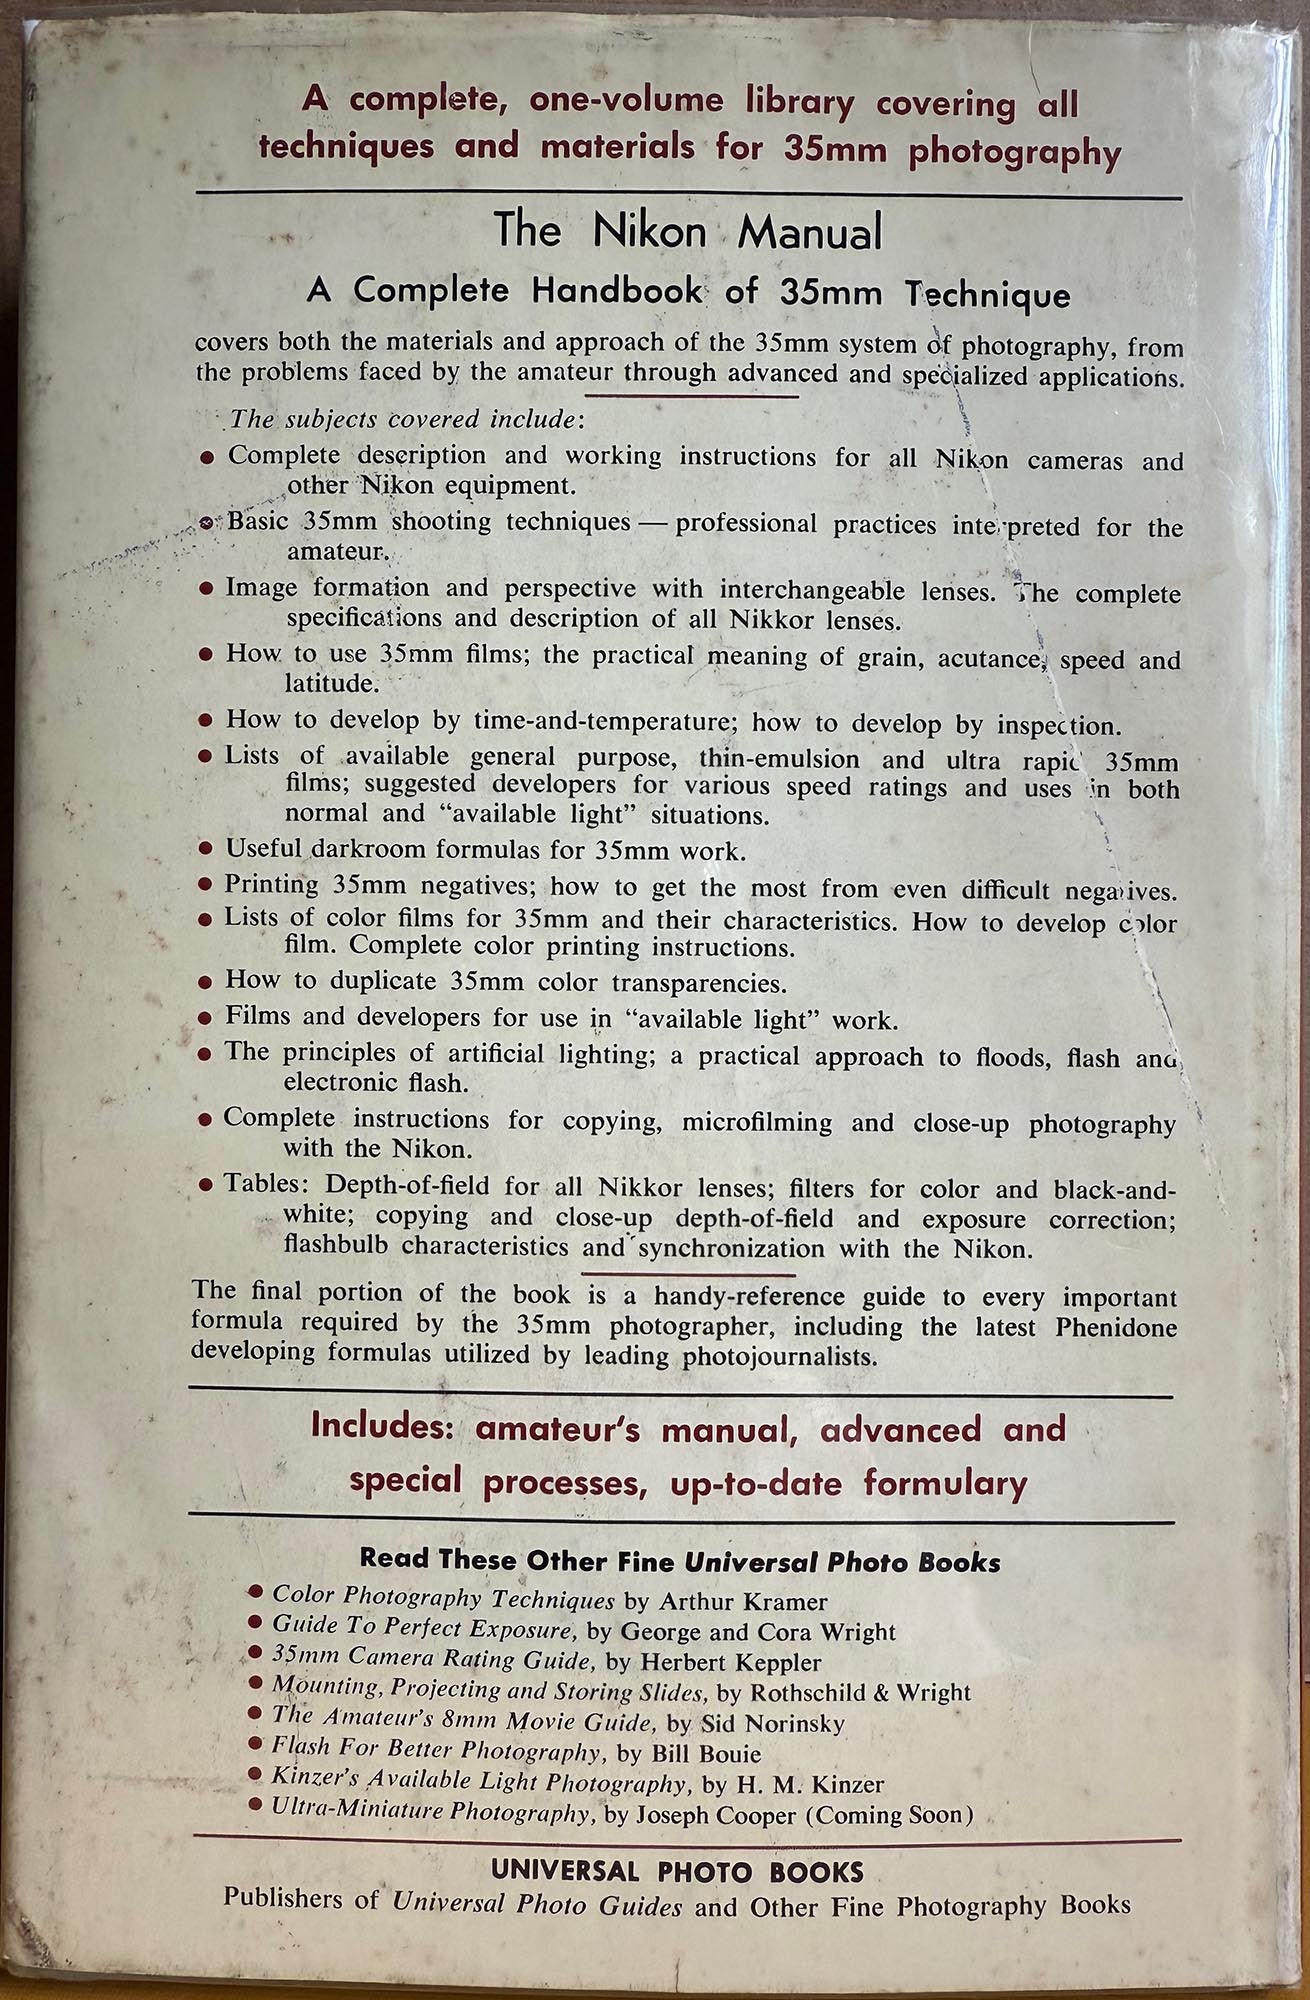 A complete, one-volume library covering all
techniques and materials for 35mm photography
The Nikon Manual
A Complete Handbook of 35mm Technique
covers both the materials and approach of the 35mm system of photography, from
the problems faced by the amateur through advanced and specialized applications.
The subjects covered include:
• Complete description and working instructions for all Nikon cameras and
other Nikon equipment.
• Basic 35mm shooting techniques — professional practices interpreted for the
amateur.
• Image formation and perspective with interchangeable lenses. The complete
specifications and description of all Nikkor lenses.
• How to use 35mm films; the practical meaning of grain, acutance, speed and
latitude.
• How to develop by time-and-temperature; how to develop by inspection.
• Lists of available general purpose, thin-emulsion and ultra rapid 35mm
films; suggested developers for various speed ratings and uses in both
normal and “available light” situations.
• Useful darkroom formulas for 35mm work.
• Printing 35mm negatives; how to get the most from even difficult negatives.
• Lists of color films for 35mm and their characteristics. How to develop color
film. Complete color printing instructions.
• How to duplicate 35mm color transparencies.
• Films and developers for use in “available light” work.
• The principles of artificial lighting; a practical approach to floods, flash and
electronic flash.
• Complete instructions for copying, microfilming and close-up photography
with the Nikon.
• Tables: Depth-of-field for all Nikkor lenses; filters for color and black-and-
white; copying and close-up depth-of-field and exposure correction;
flashbulb characteristics and synchronization with the Nikon.
The final portion of the book is a handy-reference guide to every important
formula required by the 35mm photographer, including the latest Phenidone
developing formulas utilized by leading photojournalists.
Includes: amateur's manual, advanced and
special processes, up-to-date formulary
Read These Other Fine Universal Photo Books
• Color Photography Techniques by Arthur Kramer
• Guide To Perfect Exposure, by George and Cora Wright
• 35mm Camera Rating Guide, by Herbert Keppler
• Mounting, Projecting and Storing Slides, by Rothschild & Wright
• The Amateur's 8mm Movie Guide, by Sid Norinsky
• Flash For Better Photography, by Bill Bouie
• Kinzer's Available Light Photography, by H. M. Kinzer
• Ultra-Miniature Photography, by Joseph Cooper (Coming Soon)
UNIVERSAL PHOTO BOOKS
Publishers of Universal Photo Guides and Other Fine Photography Books